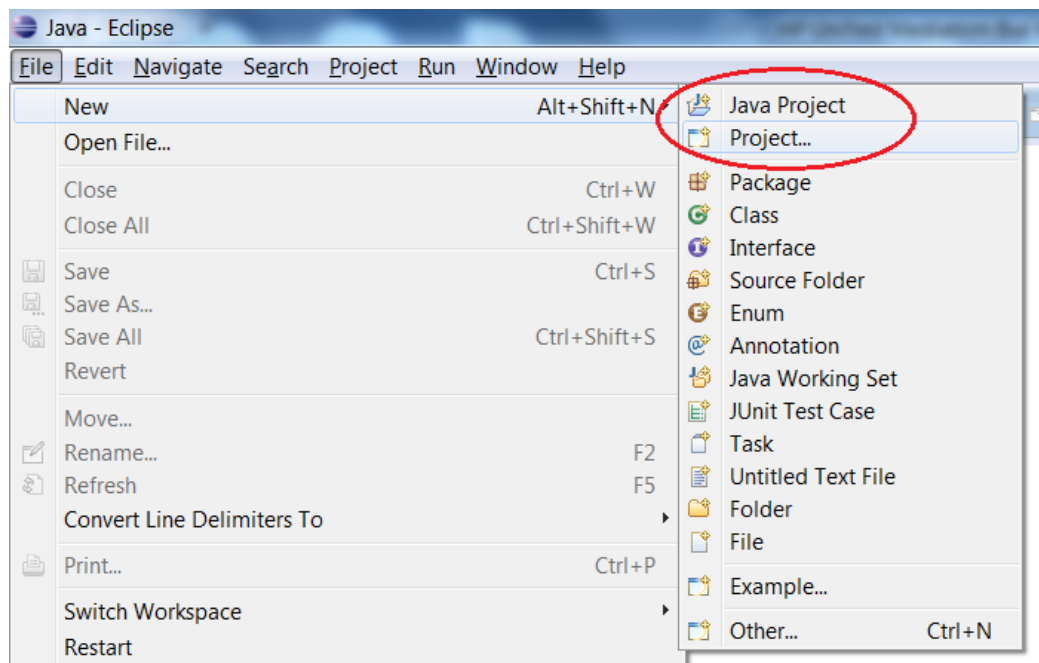 Java - Eclipse
File Edit Navigate Search Project Run Window Help
New Alt+Shift+N
Open File...
Close Ctrl+W
Close All Ctrl+Shift+W
Save Ctrl+S
Save As...
Save All Ctrl+Shift+S
Revert
Move...
Rename... F2
Refresh F5
Convert Line Delimiters To
Print... Ctrl+P
Switch Workspace
Restart
Java Project
Project...
Package
Class
Interface
Source Folder
Enum
Annotation
Java Working Set
JUnit Test Case
Task
Untitled Text File
Folder
File
Example...
Other... Ctrl+N